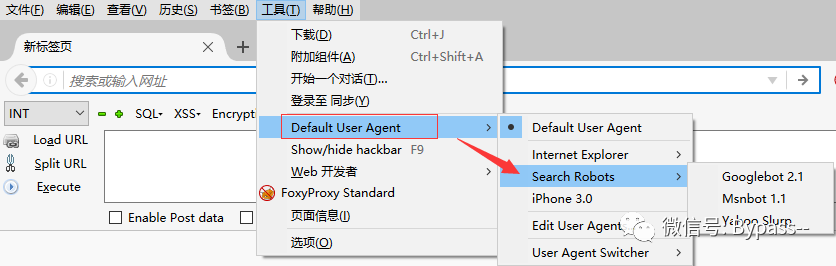 文件(F) 编辑(E) 查看(V) 历史(S) 书签(B) 工具(T) 帮助(H)
新标签页
搜索或输入网址
INT SQL XSS Encrypt
Load URL
Split URL
Execute
Enable Post data
下载(D) Ctrl+J
附加组件(A) Ctrl+Shift+A
开始一个对话(T)...
登录至 同步(Y)
Default User Agent
Show/hide hackbar F9
Web 开发者
FoxyProxy Standard
页面信息(I)
选项(O)
Default User Agent
Internet Explorer
Search Robots
iPhone 3.0
Edit User Agent
User Agent Switcher
Googlebot 2.1
Msnbot 1.1
Yahoo Slurp
微信号: Bypass--